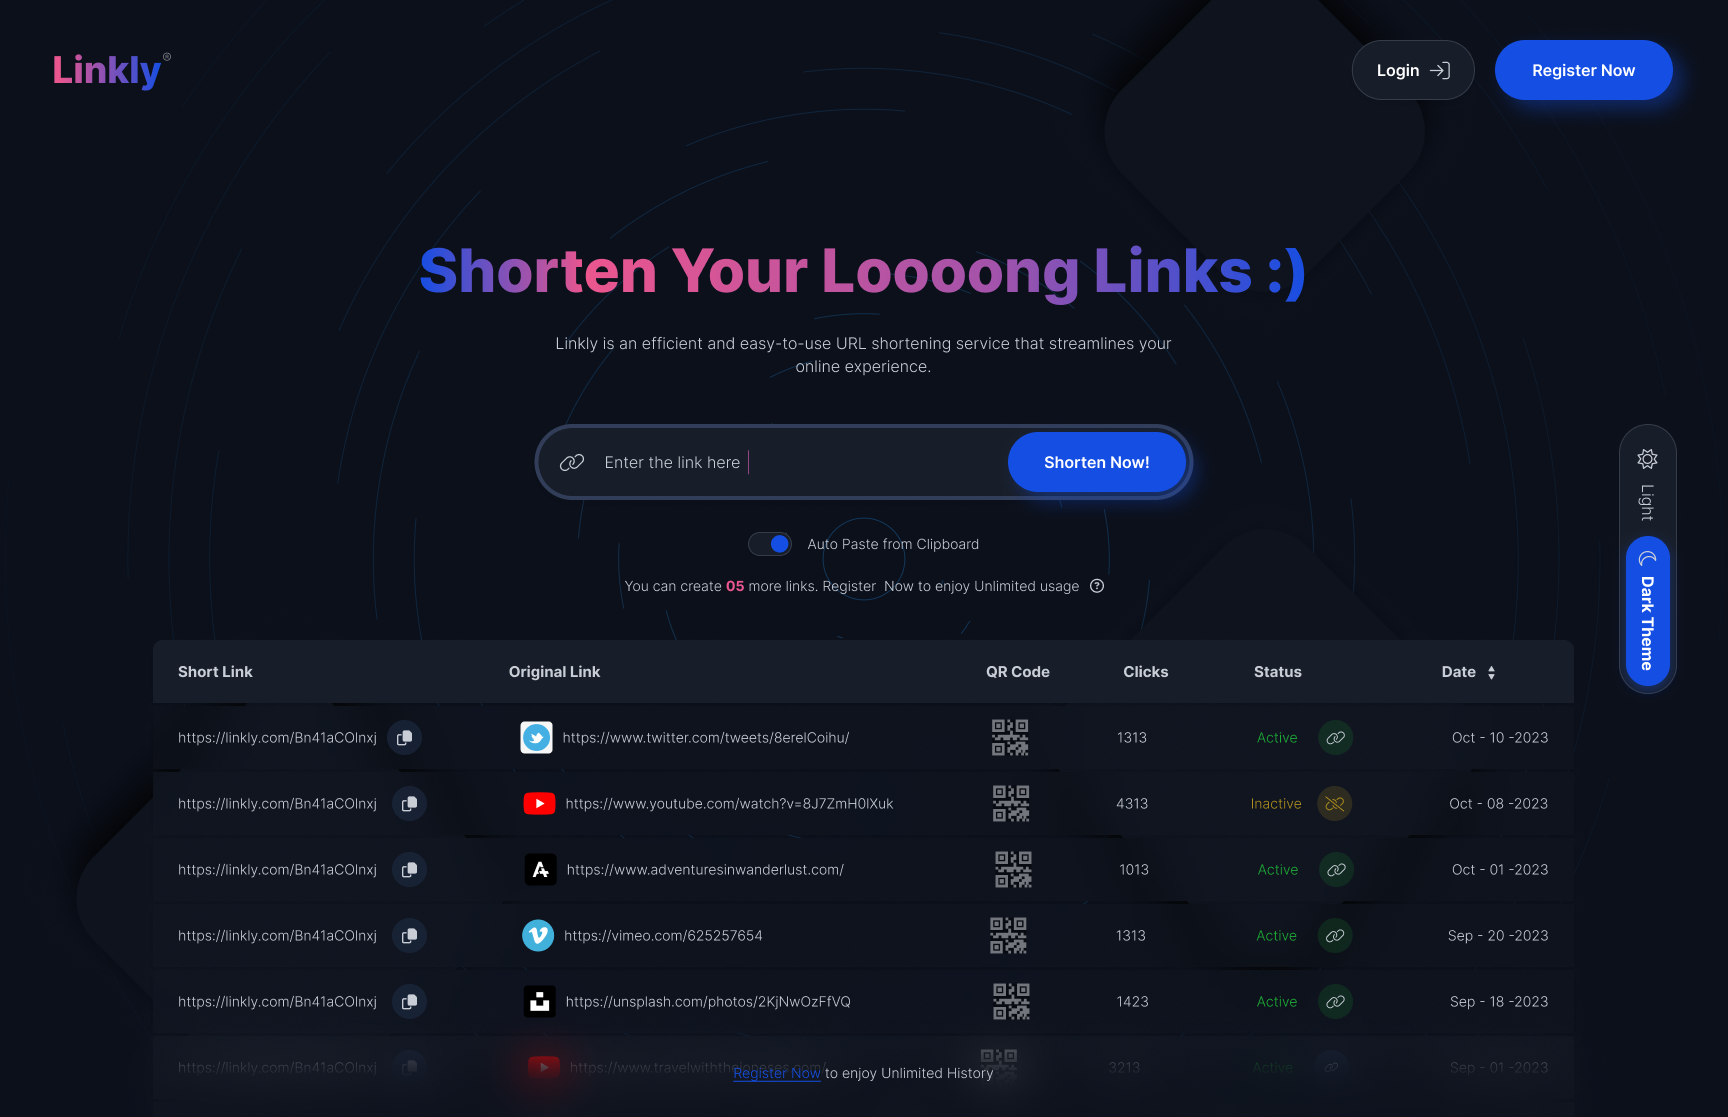 Linkly®
Login
Register Now
Shorten Your Loooong Links :)
Linkly is an efficient and easy-to-use URL shortening service that streamlines your
online experience.
Enter the link here
Shorten Now!
Light
Dark Theme
Auto Paste from Clipboard
You can create 05 more links. Register  Now to enjoy Unlimited usage
Short Link Original Link QR Code Clicks Status Date
https://linkly.com/Bn41aCOlnxj https://www.twitter.com/tweets/8erelCoihu/ 1313 Active Oct - 10 -2023
https://linkly.com/Bn41aCOlnxj https://www.youtube.com/watch?v=8J7ZmH0lXuk 4313 Inactive Oct - 08 -2023
https://linkly.com/Bn41aCOlnxj https://www.adventuresinwanderlust.com/ 1013 Active Oct - 01 -2023
https://linkly.com/Bn41aCOlnxj https://vimeo.com/625257654 1313 Active Sep - 20 -2023
https://linkly.com/Bn41aCOlnxj https://unsplash.com/photos/2KjNwOzFfVQ 1423 Active Sep - 18 -2023
https://linkly.com/Bn41aCOlnxj https://www.travelwiththejoneses.com/ 3213 Active Sep - 01 -2023
Register Now to enjoy Unlimited History